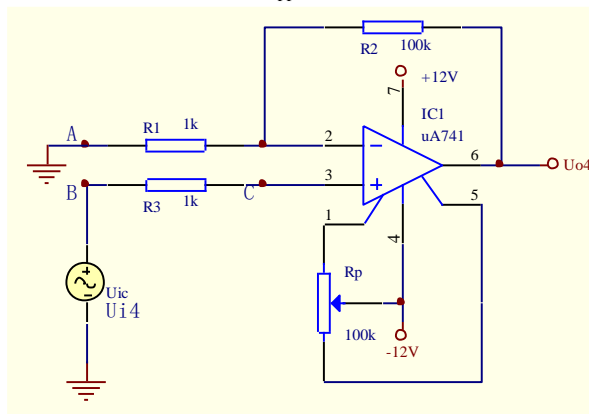 R2 100k
+12V
7
IC1
uA741
A R1 1k 2
6 Uo4
B R3 1k C 3
5
1
4
Uic
Ui4
Rp
100k
-12V